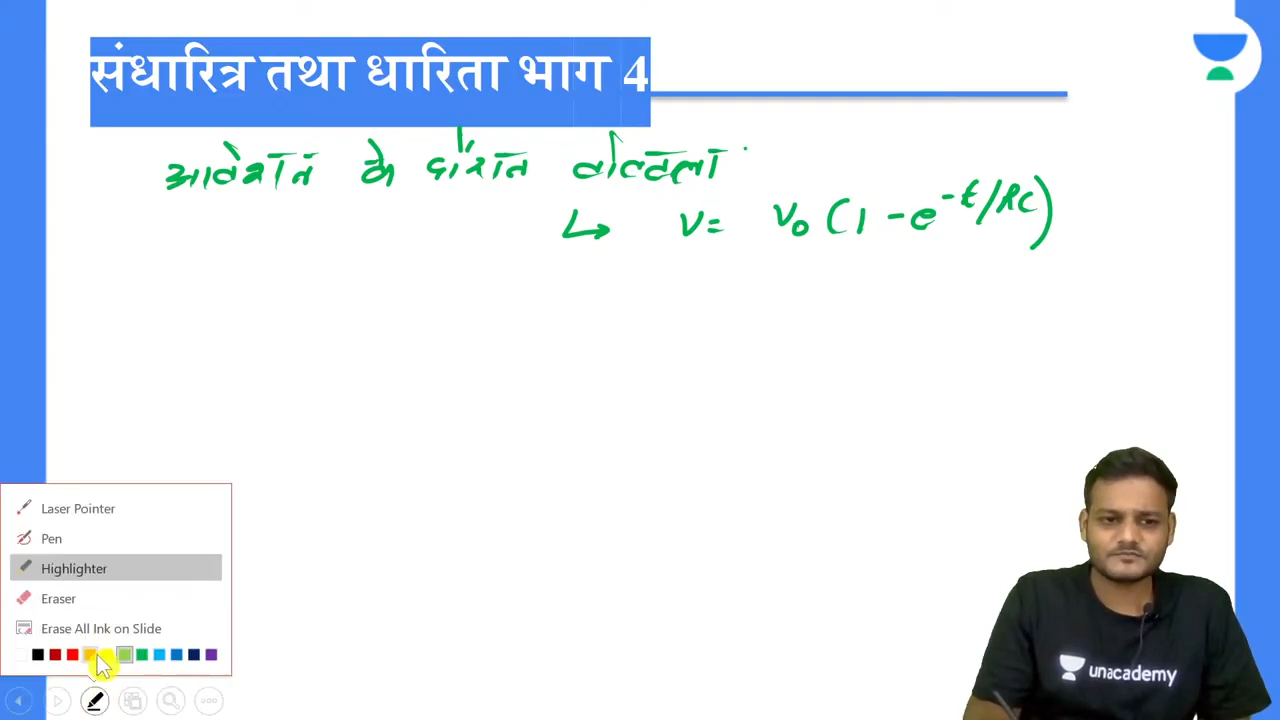 संधारित्र तथा धारिता भाग 4
आवेशन के दौरान वोल्टता
↳ V = V₀ (1 - e^{-t/RC})
Laser Pointer
Pen
Highlighter
Eraser
Erase All Ink on Slide
unacademy